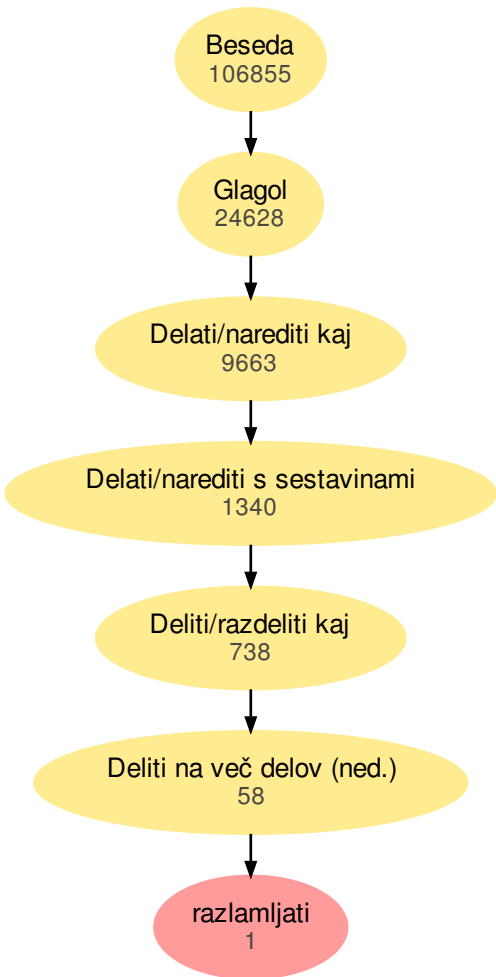 Beseda
106855
Glagol
24628
Delati/narediti kaj
9663
Delati/narediti s sestavinami
1340
Deliti/razdeliti kaj
738
Deliti na več delov (ned.)
58
razlamljati
1